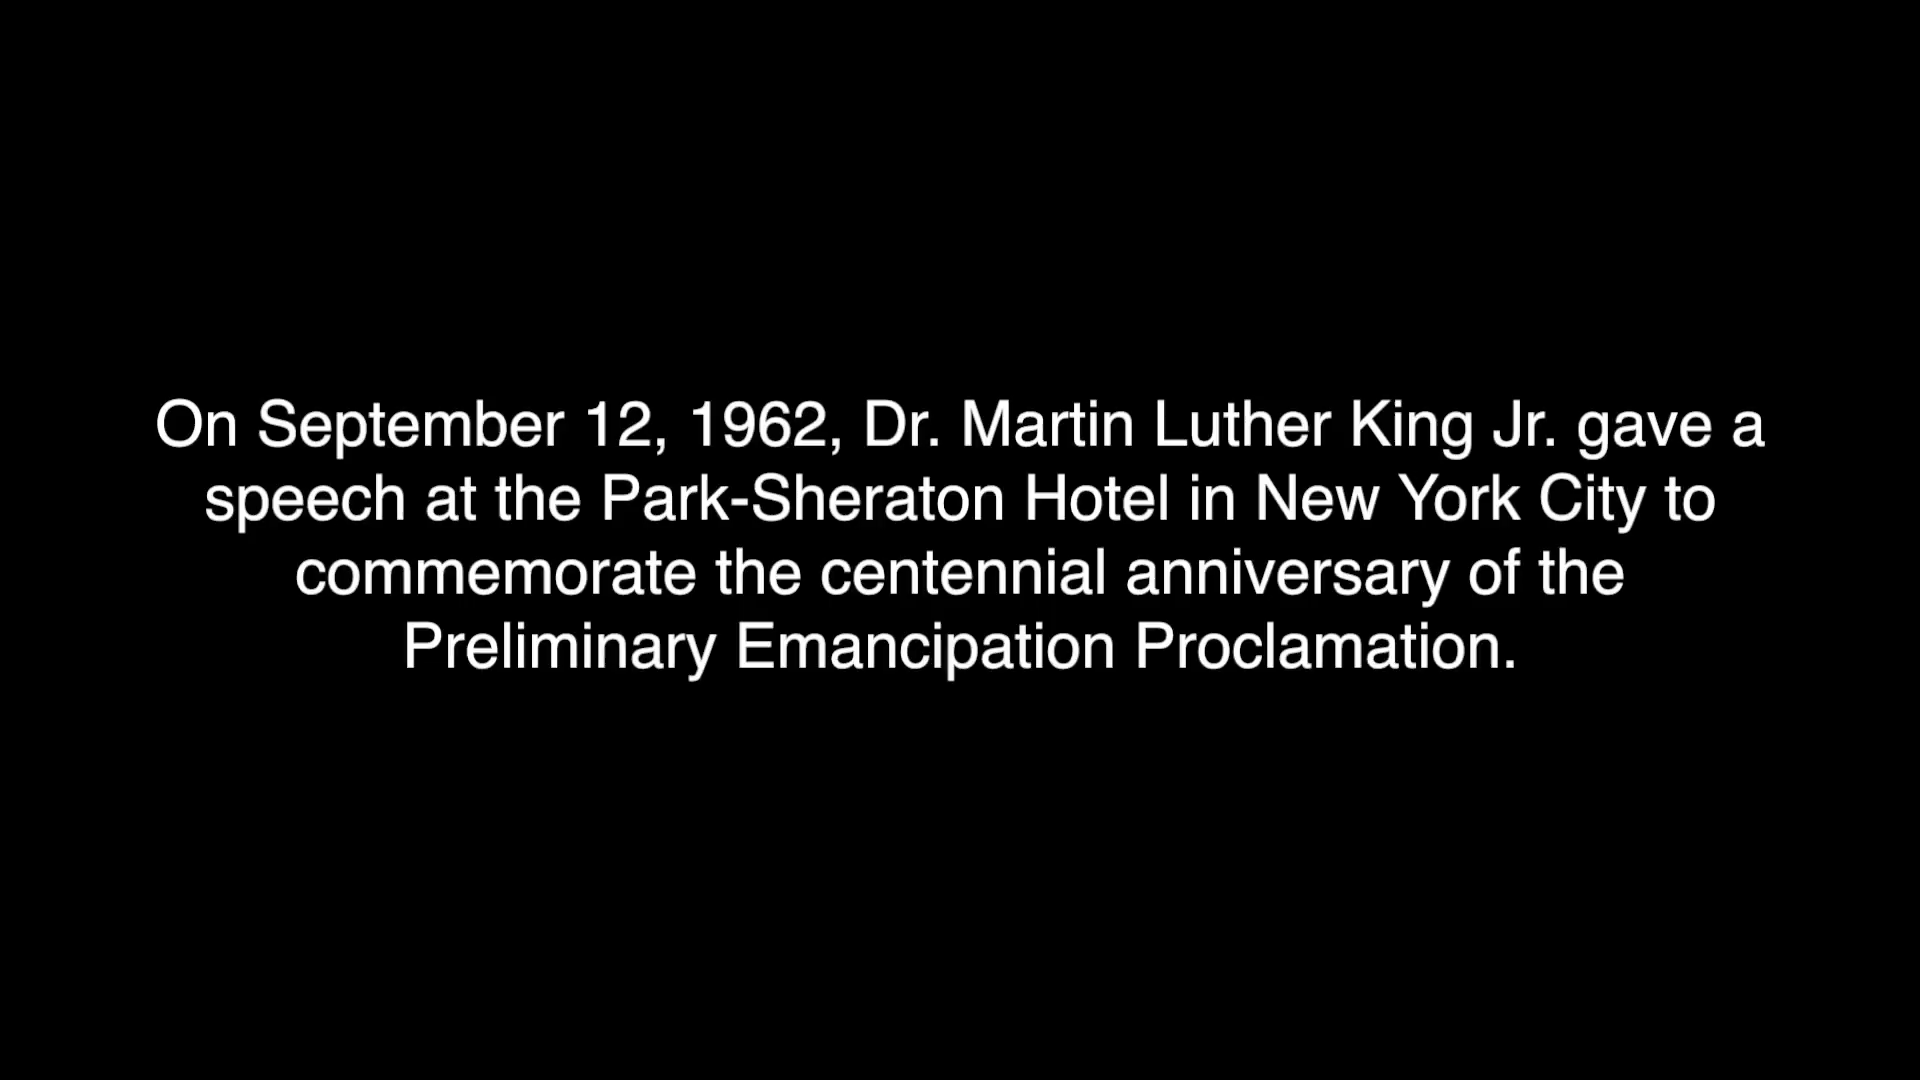 On September 12, 1962, Dr. Martin Luther King Jr. gave a
speech at the Park-Sheraton Hotel in New York City to
commemorate the centennial anniversary of the
Preliminary Emancipation Proclamation.